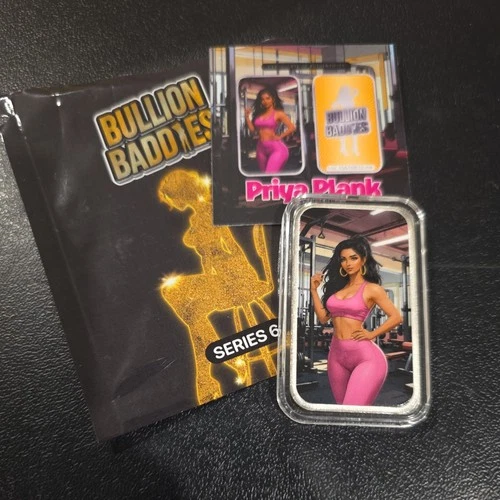 BULLION
BADDIES
SERIES 6
BULLION
BADDIES
Priya Plank